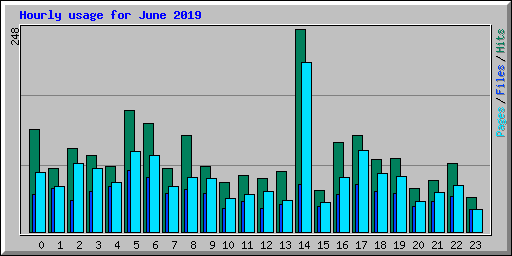 Hourly usage for June 2019
248
Pages / Files / Hits
0 1 2 3 4 5 6 7 8 9 10 11 12 13 14 15 16 17 18 19 20 21 22 23